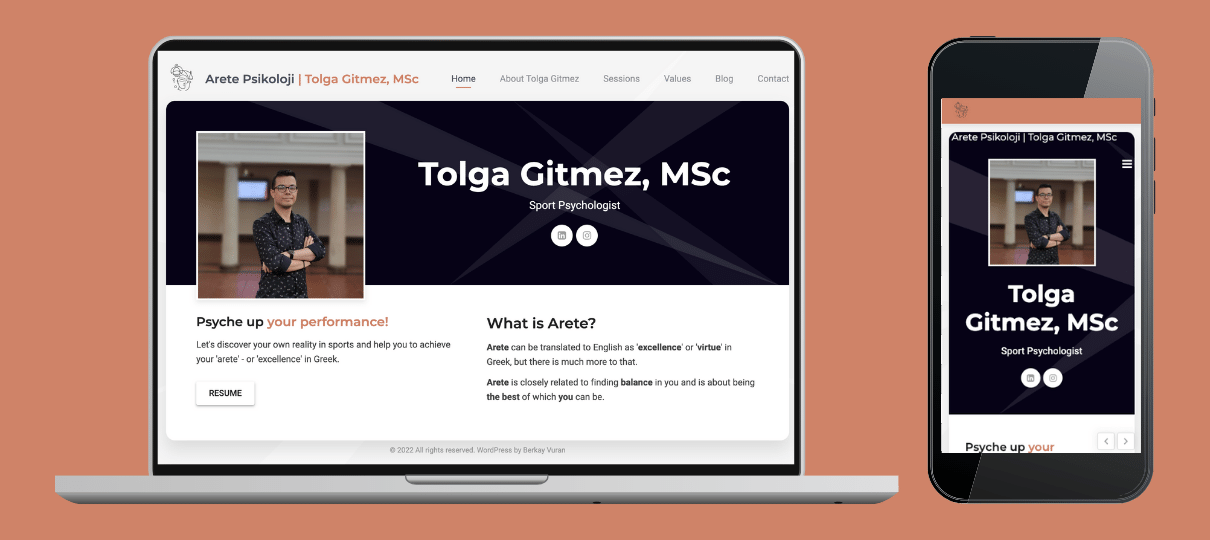 Arete Psikoloji | Tolga Gitmez, MSc
Home About Tolga Gitmez Sessions Values Blog Contact
Tolga Gitmez, MSc
Sport Psychologist
Psyche up your performance!
Let's discover your own reality in sports and help you to achieve
your 'arete' - or 'excellence' in Greek.
RESUME
What is Arete?
Arete can be translated to English as 'excellence' or 'virtue' in
Greek, but there is much more to that.
Arete is closely related to finding balance in you and is about being
the best of which you can be.
© 2022 All rights reserved. WordPress by Berkay Vuran
Arete Psikoloji | Tolga Gitmez, MSc
Tolga
Gitmez, MSc
Sport Psychologist
Psyche up your